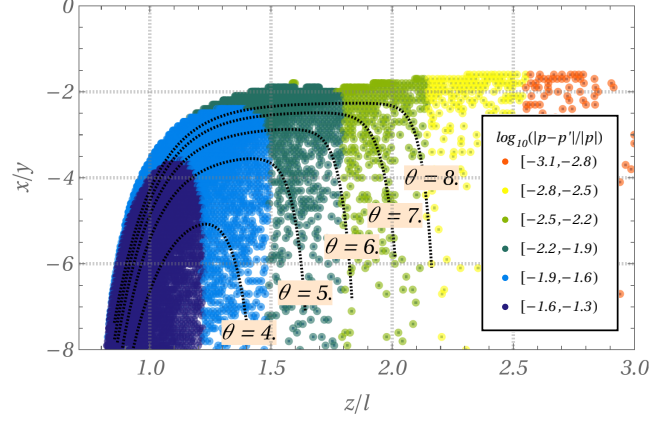 0
−2
−4
−6
−8
x/y
1.0
1.5
2.0
2.5
3.0
z/l
θ = 8.
θ = 7.
θ = 6.
θ = 5.
θ = 4.
log10(|p−p'|/|p|)
[−3.1,−2.8]
[−2.8,−2.5]
[−2.5,−2.2]
[−2.2,−1.9]
[−1.9,−1.6]
[−1.6,−1.3]